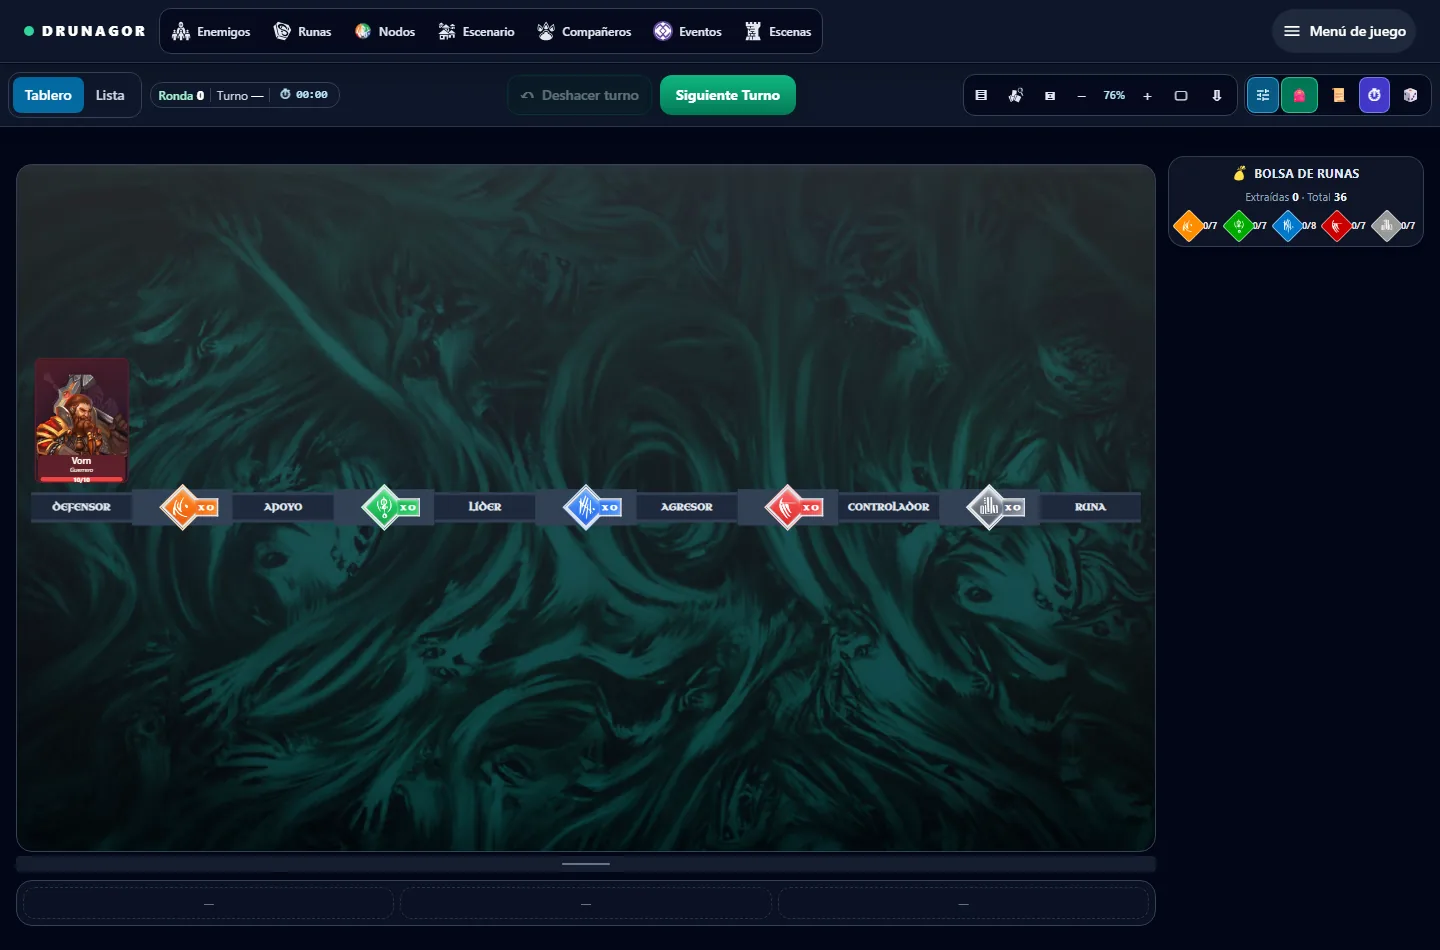 DRUNAGOR
Enemigos
Runas
Nodos
Escenario
Compañeros
Eventos
Escenas
Menú de juego
Tablero
Lista
Ronda 0
Turno —
00:00
Deshacer turno
Siguiente Turno
–
76%
+
BOLSA DE RUNAS
Extraídas 0 · Total 36
0/7
0/7
0/8
0/7
0/7
Vorn
Guerrero
DEFENSOR
x0
APOYO
x0
LÍDER
x0
AGRESOR
x0
CONTROLADOR
x0
RUNA
—
—
—